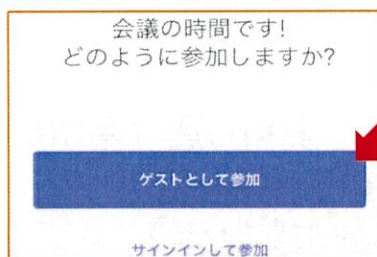 会議の時間です!
どのように参加しますか?
ゲストとして参加
サインインして参加